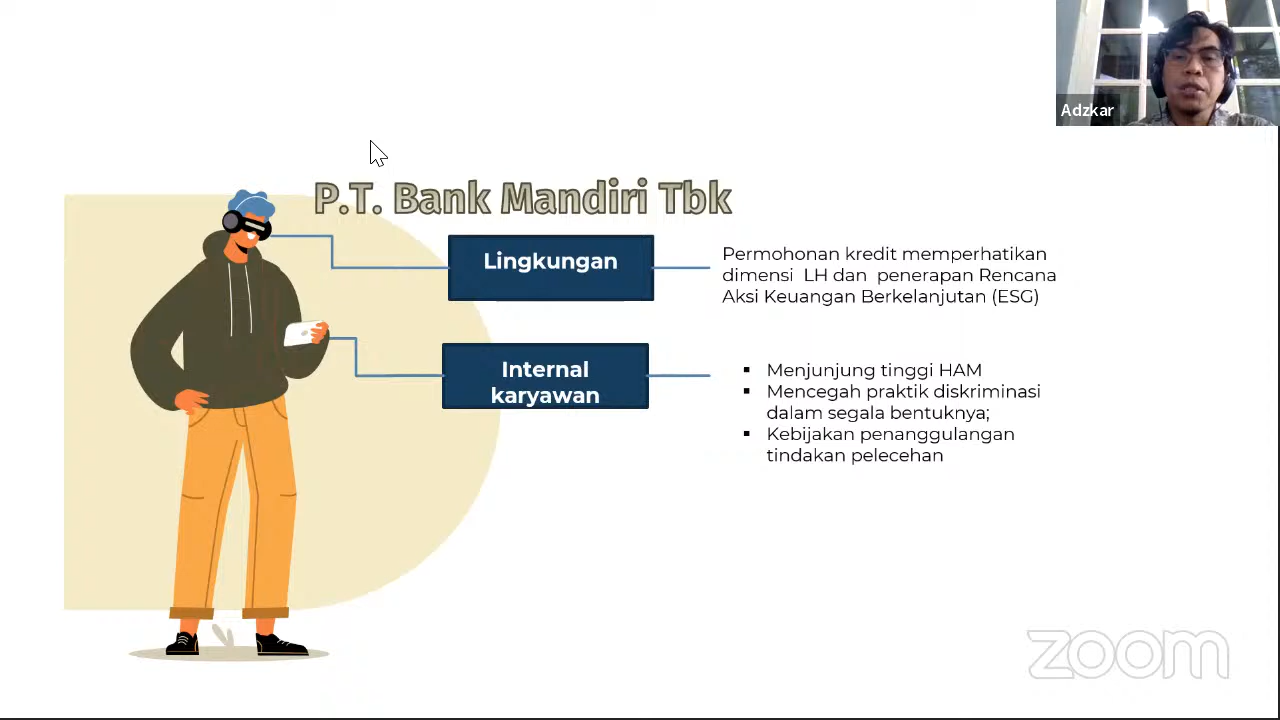 Adzkar
P.T. Bank Mandiri Tbk
Lingkungan
Permohonan kredit memperhatikan
dimensi LH dan penerapan Rencana
Aksi Keuangan Berkelanjutan (ESG)
Internal
karyawan
▪ Menjunjung tinggi HAM
▪ Mencegah praktik diskriminasi
dalam segala bentuknya;
▪ Kebijakan penanggulangan
tindakan pelecehan
zoom